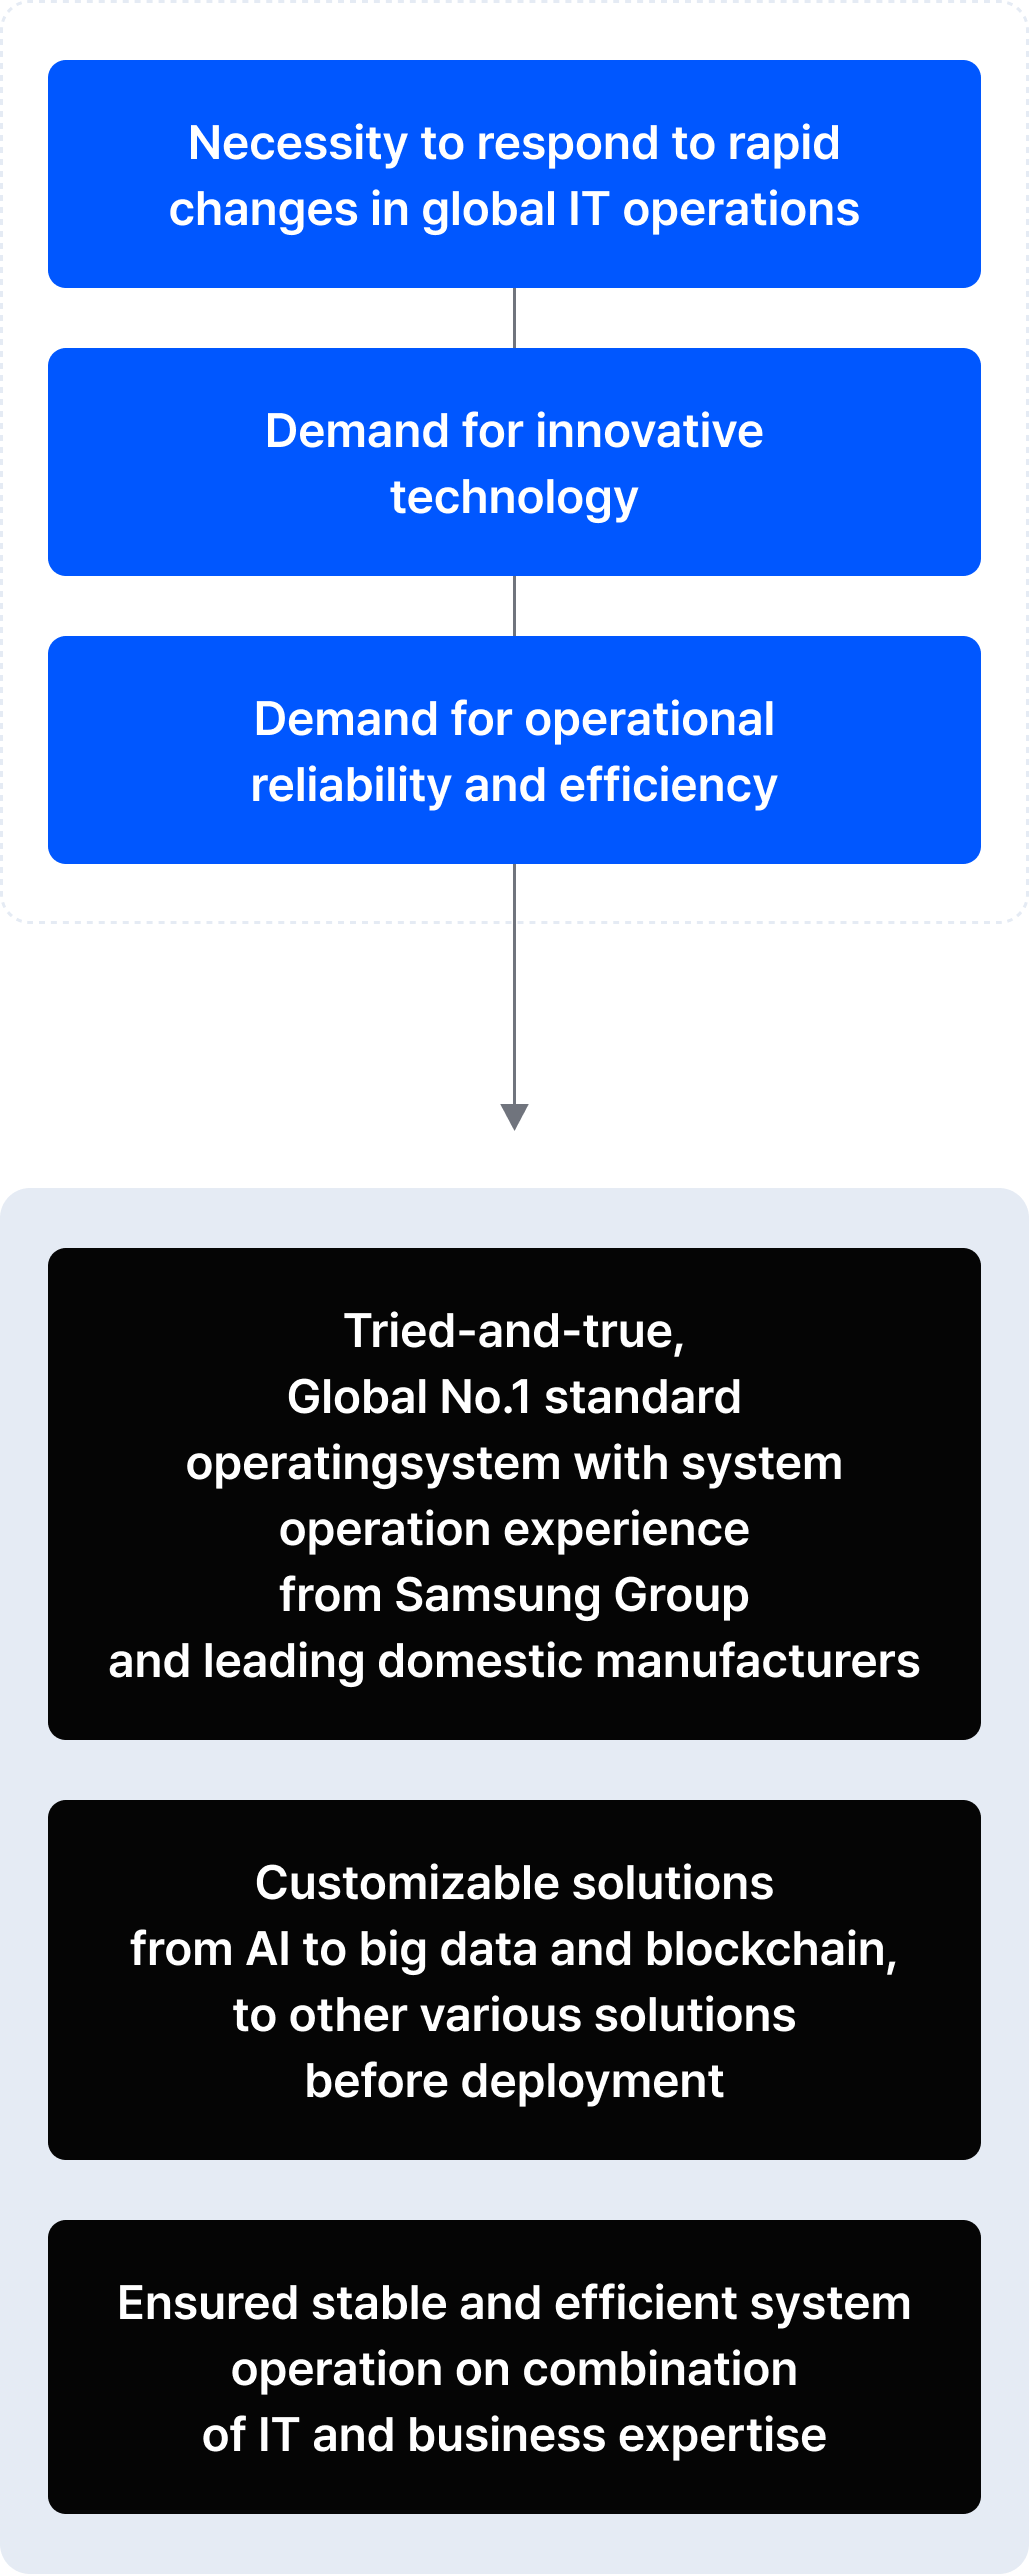 Necessity to respond to rapid
changes in global IT operations
Demand for innovative
technology
Demand for operational
reliability and efficiency
Tried-and-true,
Global No.1 standard
operatingsystem with system
operation experience
from Samsung Group
and leading domestic manufacturers
Customizable solutions
from AI to big data and blockchain,
to other various solutions
before deployment
Ensured stable and efficient system
operation on combination
of IT and business expertise